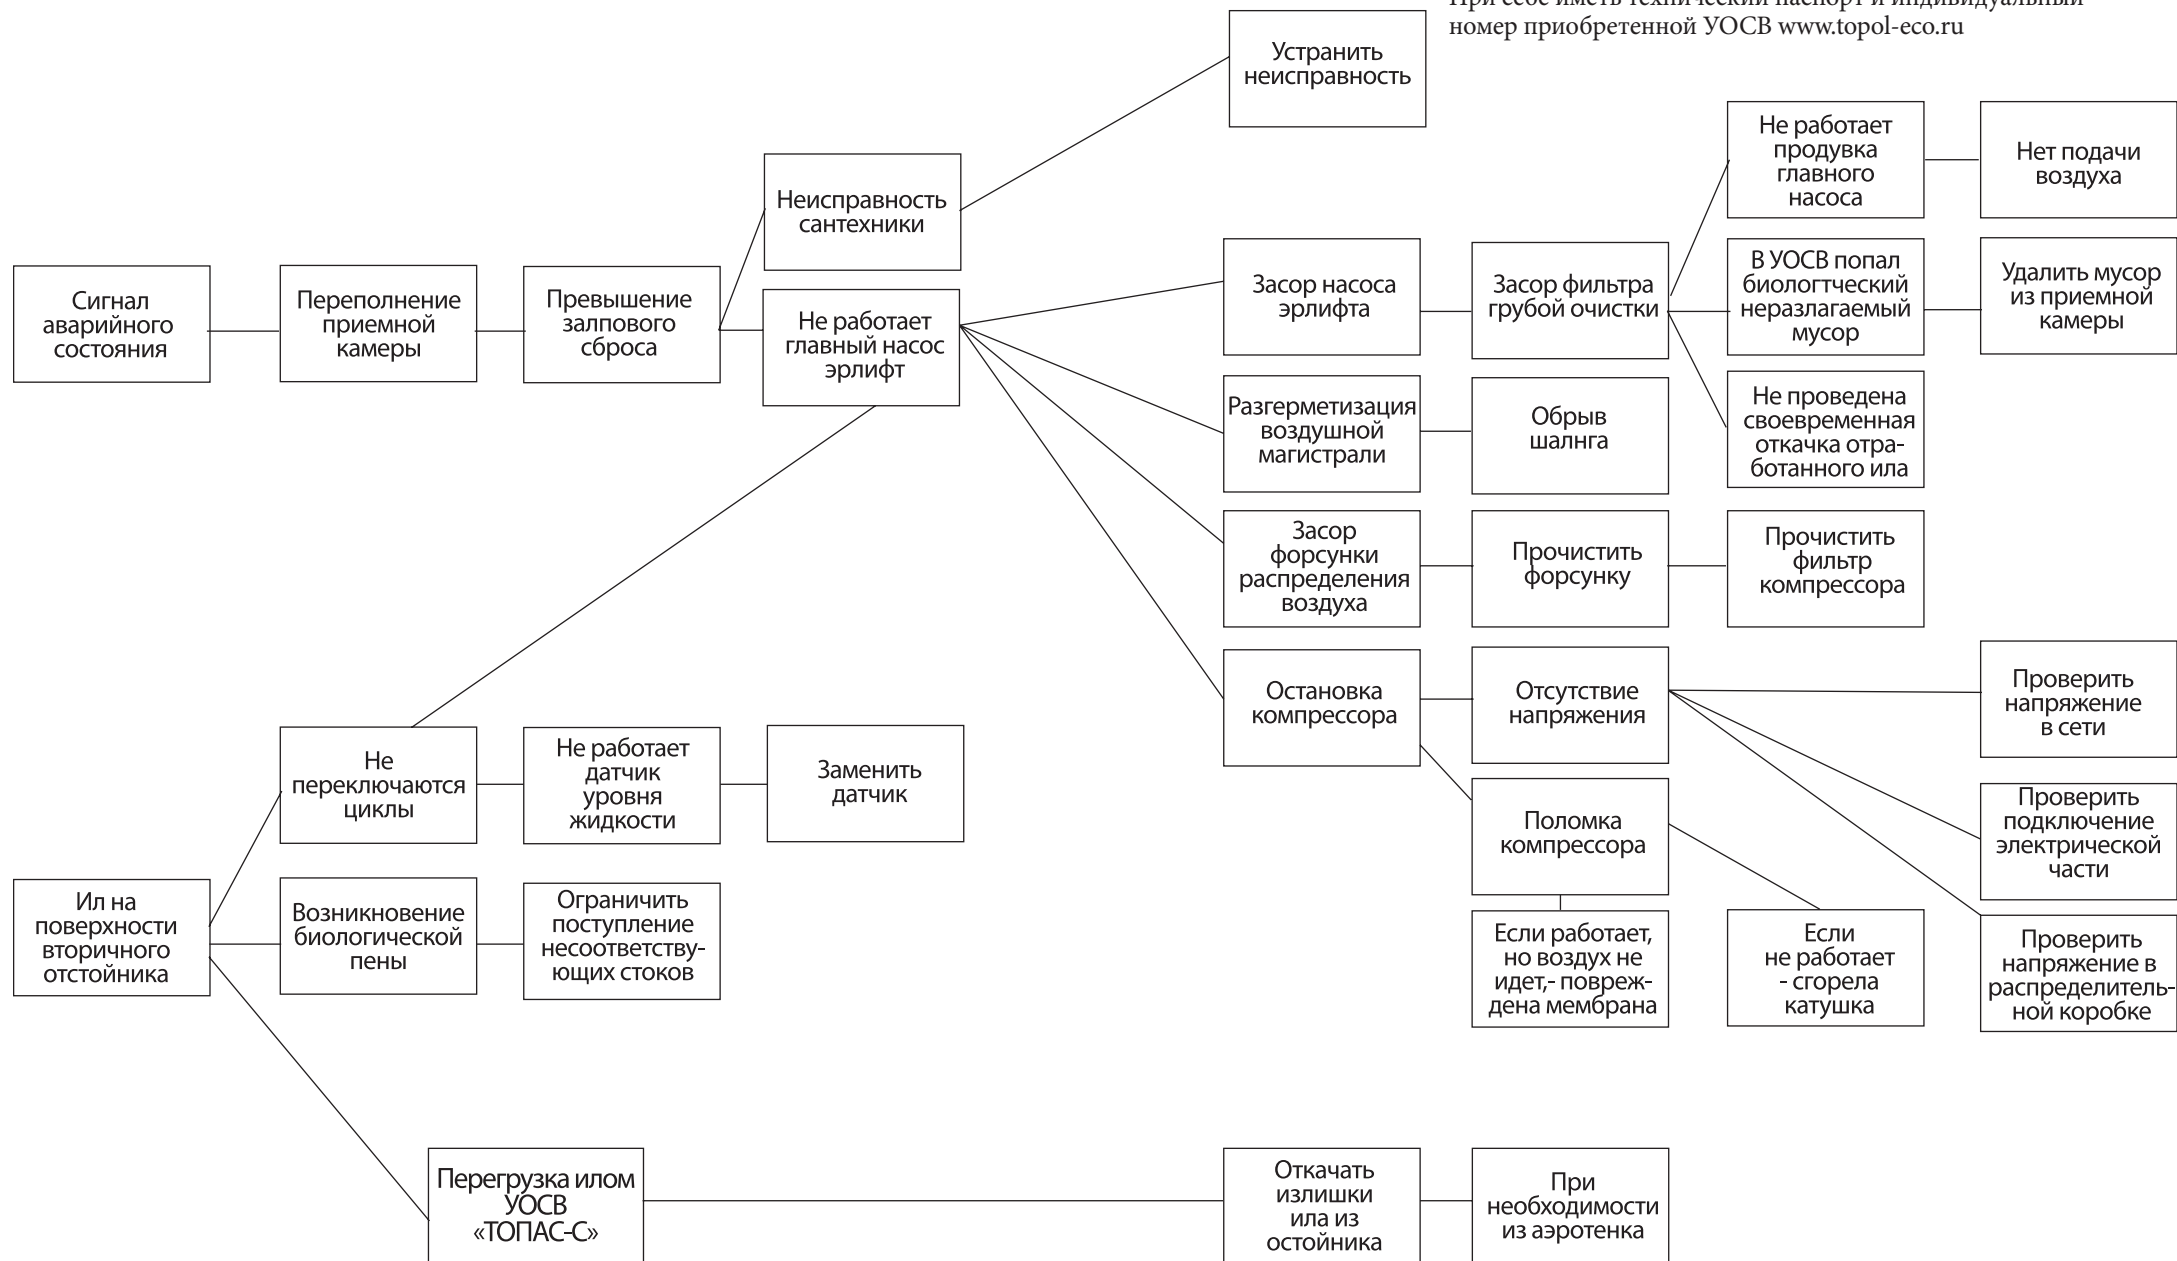 При себе иметь технический паспорт и индивидуальный
номер приобретенной УОСВ www.topol-eco.ru
Устранить
неисправность
Неисправность
сантехники
Не работает
продувка
главного
насоса
Нет подачи
воздуха
Сигнал
аварийного
состояния
Переполнение
приемной
камеры
Превышение
залпового
сброса
Не работает
главный насос
эрлифт
Засор насоса
эрлифта
Засор фильтра
грубой очистки
В УОСВ попал
биологтческий
неразлагаемый
мусор
Удалить мусор
из приемной
камеры
Разгерметизация
воздушной
магистрали
Обрыв
шалнга
Не проведена
своевременная
откачка отра-
ботанного ила
Засор
форсунки
распределения
воздуха
Прочистить
форсунку
Прочистить
фильтр
компрессора
Остановка
компрессора
Отсутствие
напряжения
Проверить
напряжение
в сети
Не
переключаются
циклы
Не работает
датчик
уровня
жидкости
Заменить
датчик
Поломка
компрессора
Проверить
подключение
электрической
части
Ил на
поверхности
вторичного
отстойника
Возникновение
биологической
пены
Ограничить
поступление
несоответству-
ющих стоков
Если работает,
но воздух не
идет,- повреж-
дена мембрана
Если
не работает
- сгорела
катушка
Проверить
напряжение в
распределитель-
ной коробке
Перегрузка илом
УОСВ
«ТОПАС-С»
Откачать
излишки
ила из
остойника
При
необходимости
из аэротенка